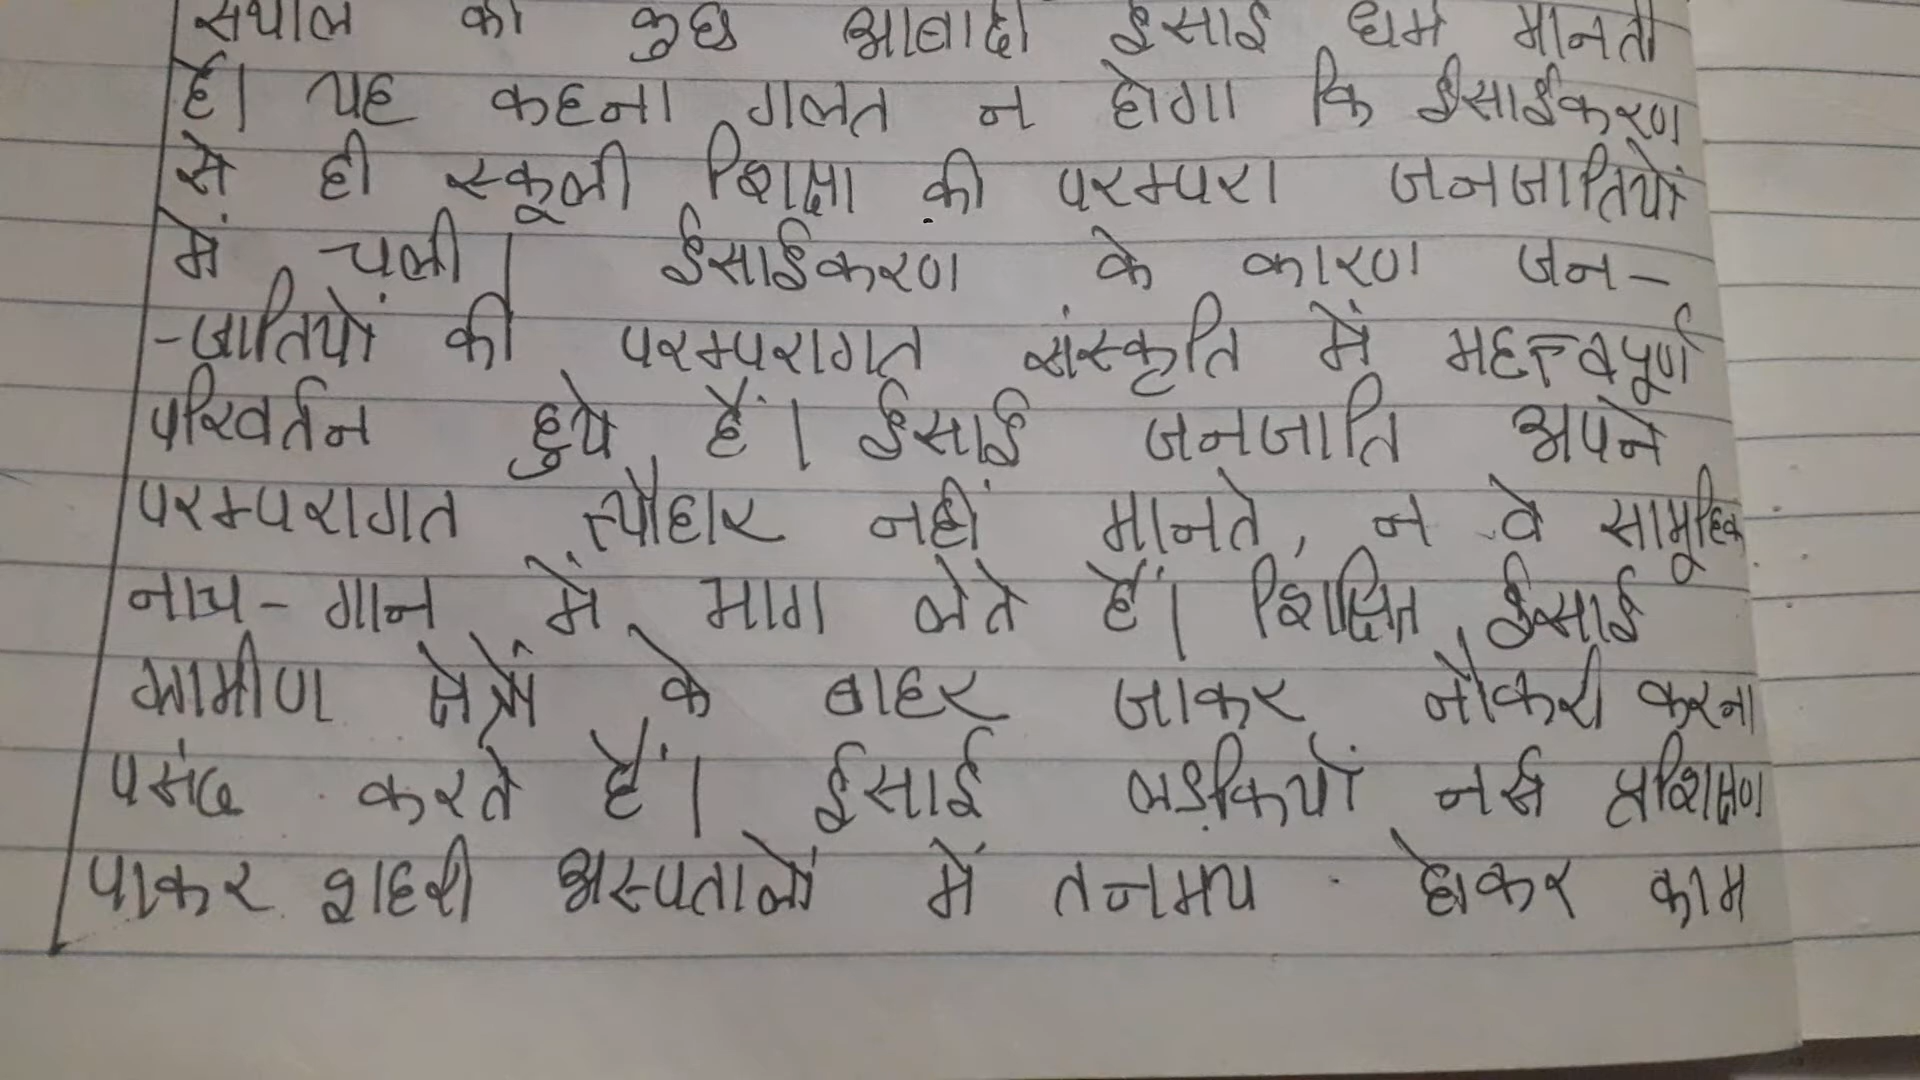 संथाल की कुछ आबादी ईसाई धर्म मानती
है। यह कहना गलत न होगा कि ईसाईकरण
से ही स्कूली शिक्षा की परम्परा जनजातियों
में चली। ईसाईकरण के कारण जन-
-जातियों की परम्परागत संस्कृति में महत्त्वपूर्ण
परिवर्तन हुये हैं। ईसाई जनजाति अपने
परम्परागत त्यौहार नहीं मानते, न वे सामूहिक
नाच-गान में भाग लेते हैं। शिक्षित ईसाई
ग्रामीण क्षेत्रों के बाहर जाकर नौकरी करना
पसंद करते हैं। ईसाई लड़कियाँ नर्स प्रशिक्षण
पाकर शहरी अस्पतालों में तनमय होकर काम